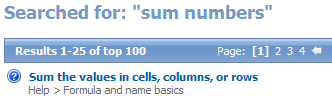 Searched for: "sum numbers"
Results 1-25 of top 100 Page: [1] 2 3 4
Sum the values in cells, columns, or rows
Help > Formula and name basics